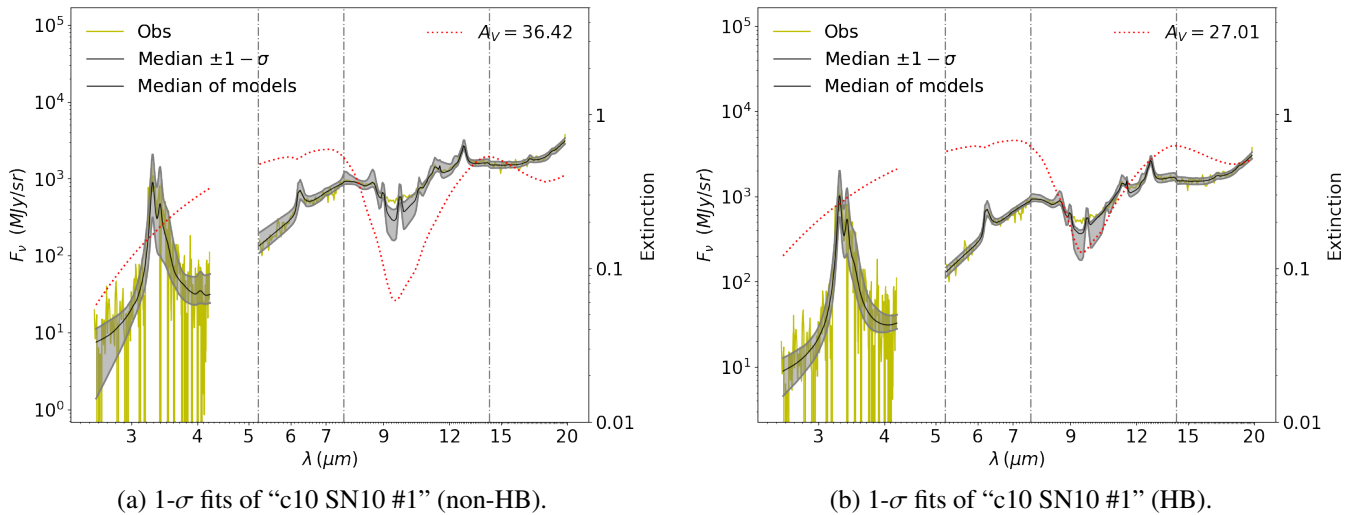 10⁵
10⁴
10³
10²
10¹
10⁰
F_ν (MJy/sr)
Obs
Median ±1 − σ
Median of models
A_V = 36.42
1
0.1
0.01
Extinction
3 4 5 6 7 9 12 15 20
λ (μm)
(a) 1-σ fits of “c10 SN10 #1” (non-HB).
10⁵
10⁴
10³
10²
10¹
F_ν (MJy/sr)
Obs
Median ±1 − σ
Median of models
A_V = 27.01
1
0.1
0.01
Extinction
3 4 5 6 7 9 12 15 20
λ (μm)
(b) 1-σ fits of “c10 SN10 #1” (HB).